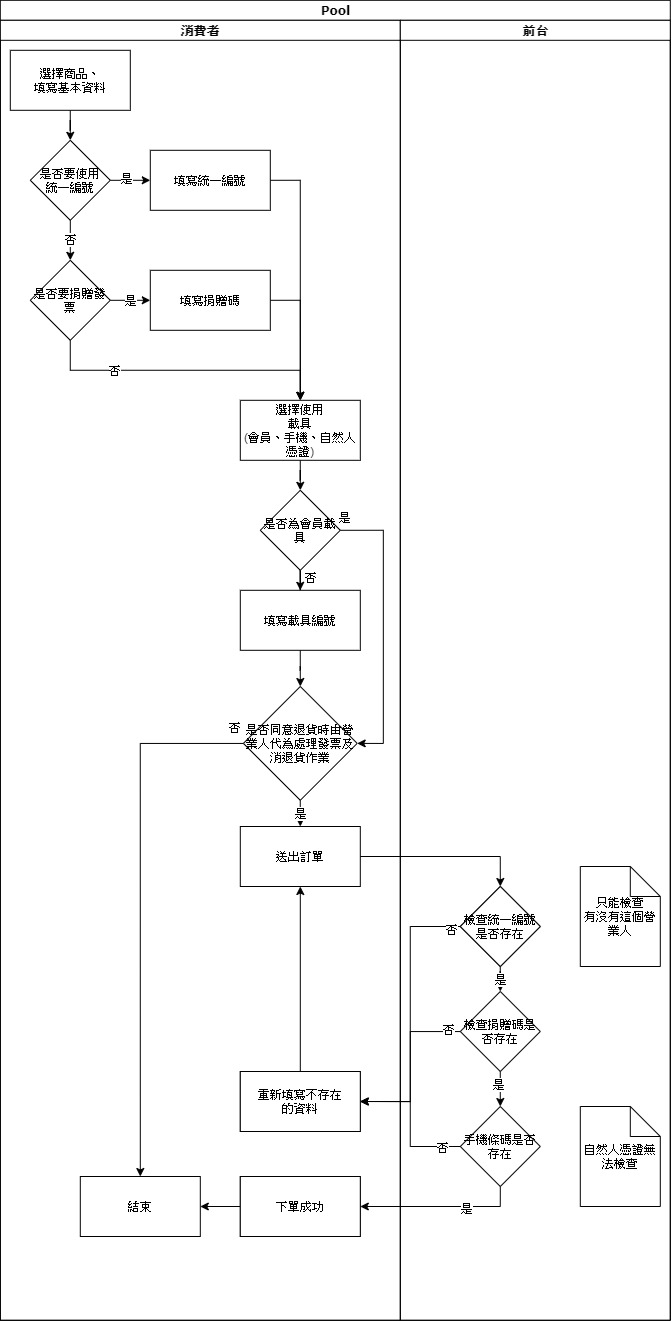 Pool
消費者
前台
選擇商品、
填寫基本資料
是否要使用
統一編號
是
填寫統一編號
否
是否要捐贈發
票
是
填寫捐贈碼
否
選擇使用
載具
(會員、手機、自然人
憑證)
是否為會員載
具
是
否
填寫載具編號
否
是否同意退貨時由營
業人代為處理發票及
消退貨作業
是
送出訂單
檢查統一編號
是否存在
否
只能檢查
有沒有這個營
業人
是
檢查捐贈碼是
否存在
否
是
重新填寫不存在
的資料
手機條碼是否
存在
否
自然人憑證無
法檢查
結束
下單成功
是